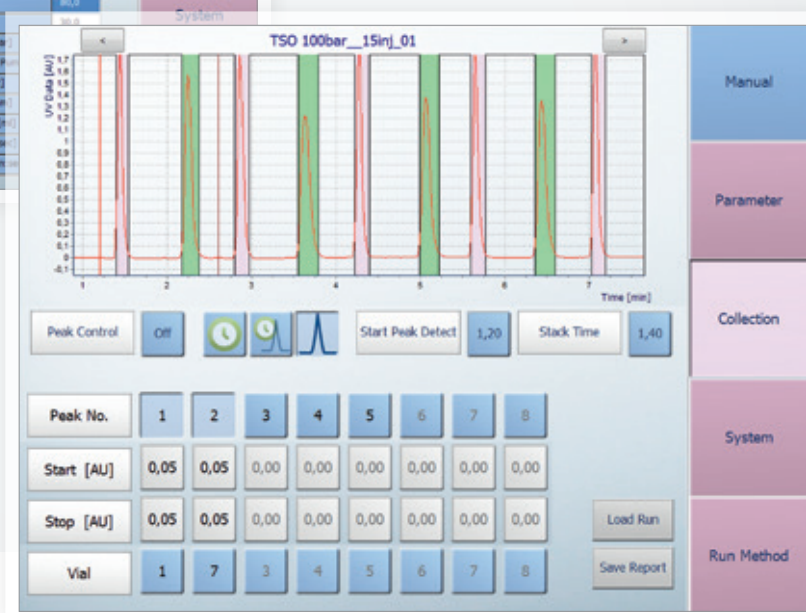 System
< TSO 100bar__15inj_01 >
UV Data [AU]
1,7
1,6
1,5
1,4
1,3
1,2
1,1
1
0,9
0,8
0,7
0,6
0,5
0,4
0,3
0,2
0,1
0
-0,1
1 2 3 4 5 6 7
Time [min]
Peak Control Off Start Peak Detect 1,20 Stack Time 1,40
Peak No. 1 2 3 4 5 6 7 8
Start [AU] 0,05 0,05 0,00 0,00 0,00 0,00 0,00 0,00
Stop [AU] 0,05 0,05 0,00 0,00 0,00 0,00 0,00 0,00
Vial 1 7 3 4 5 6 7 8
Load Run
Save Report
Manual
Parameter
Collection
System
Run Method